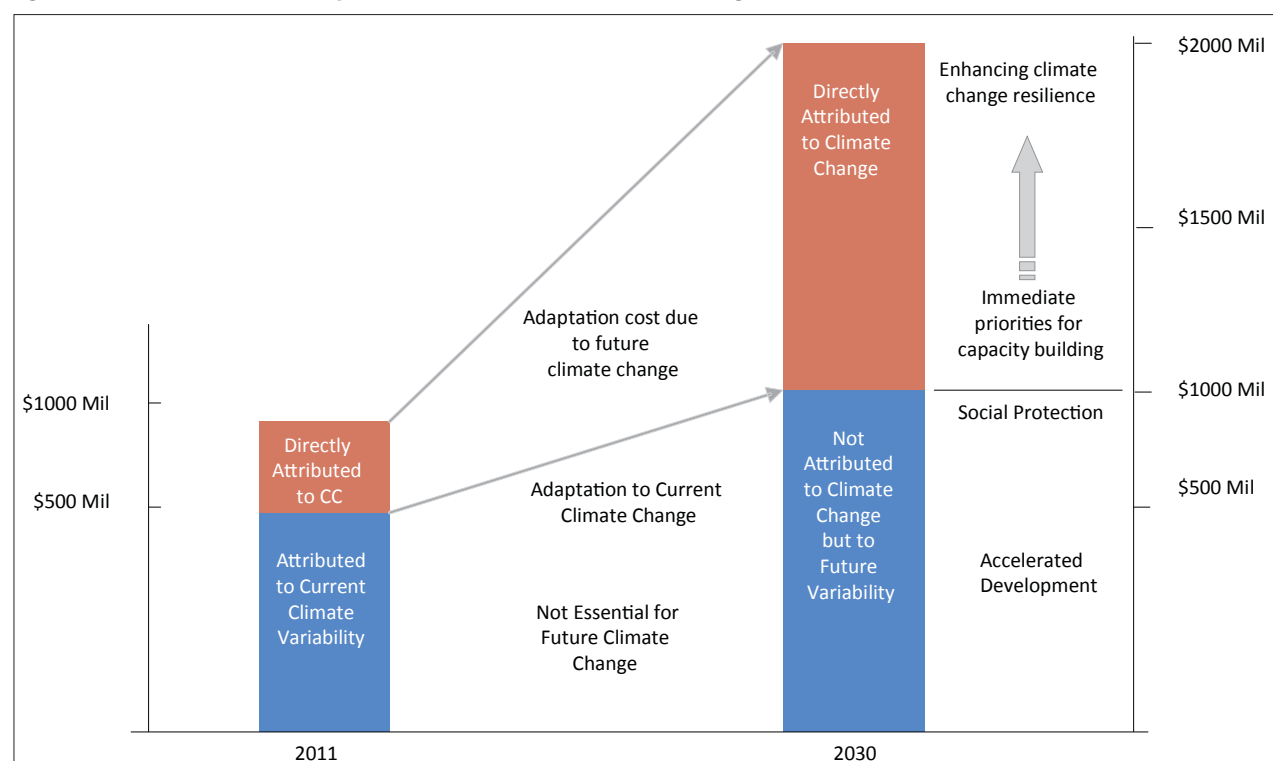 $1000 Mil
$500 Mil
Directly
Attributed
to CC
Attributed
to Current
Climate
Variability
2011
Adaptation cost due
to future
climate change
Adaptation to Current
Climate Change
Not Essential for
Future Climate
Change
Directly
Attributed
to Climate
Change
Not
Attributed
to Climate
Change
but to
Future
Variability
2030
Enhancing climate
change resilience
Immediate
priorities for
capacity building
Social Protection
Accelerated
Development
$2000 Mil
$1500 Mil
$1000 Mil
$500 Mil